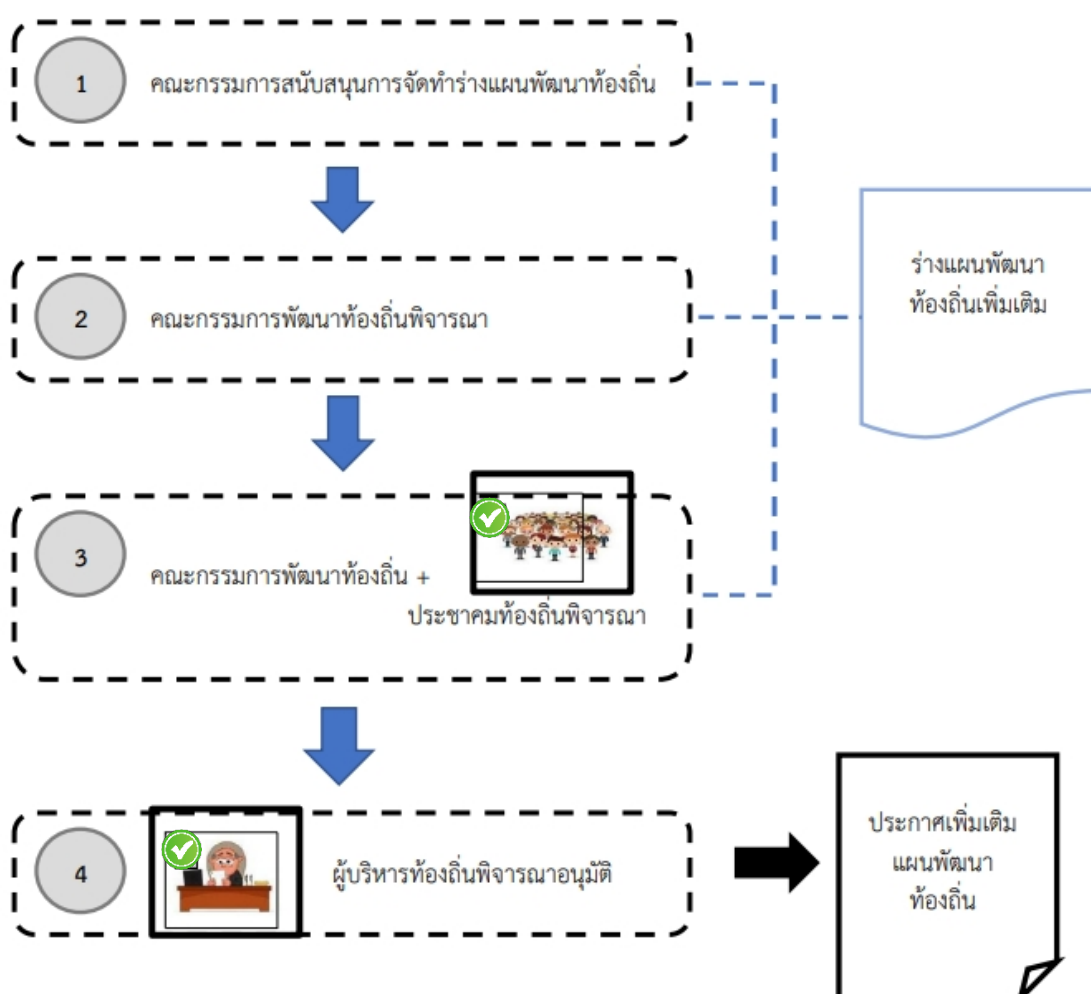 1
คณะกรรมการสนับสนุนการจัดทำร่างแผนพัฒนาท้องถิ่น
2
คณะกรรมการพัฒนาท้องถิ่นพิจารณา
ร่างแผนพัฒนา
ท้องถิ่นเพิ่มเติม
3
คณะกรรมการพัฒนาท้องถิ่น +
ประชาคมท้องถิ่นพิจารณา
4
ผู้บริหารท้องถิ่นพิจารณาอนุมัติ
ประกาศเพิ่มเติม
แผนพัฒนา
ท้องถิ่น